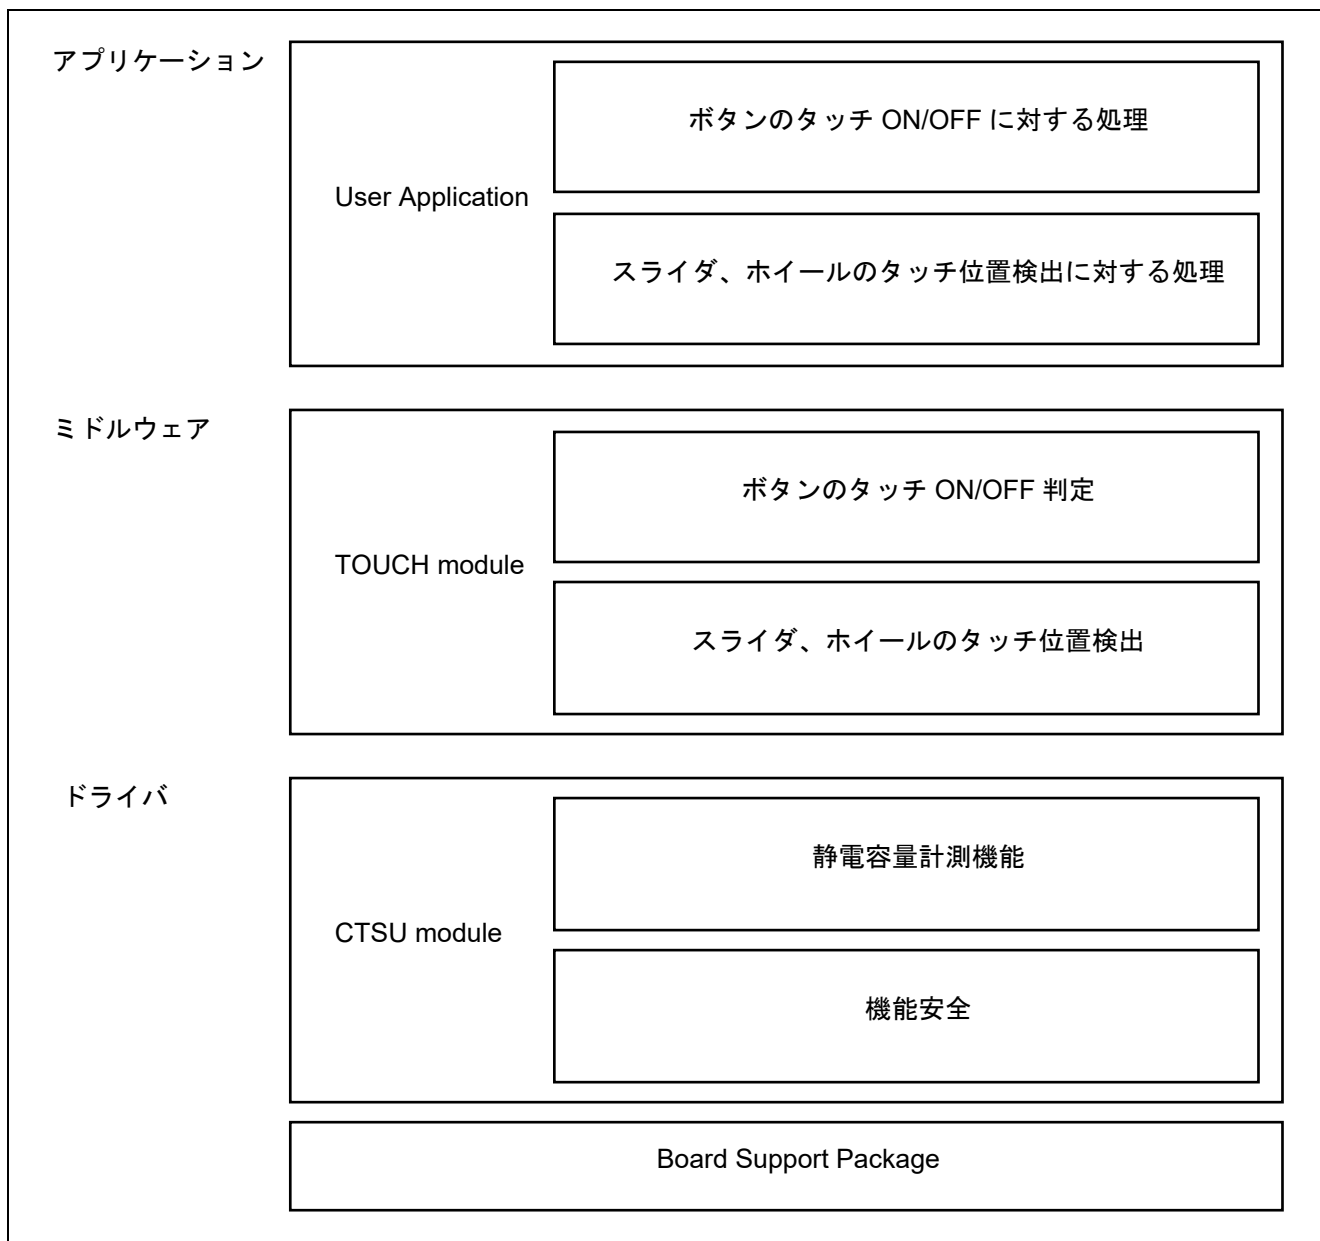 アプリケーション
User Application
ボタンのタッチ ON/OFF に対する処理
スライダ、ホイールのタッチ位置検出に対する処理
ミドルウェア
TOUCH module
ボタンのタッチ ON/OFF 判定
スライダ、ホイールのタッチ位置検出
ドライバ
CTSU module
静電容量計測機能
機能安全
Board Support Package